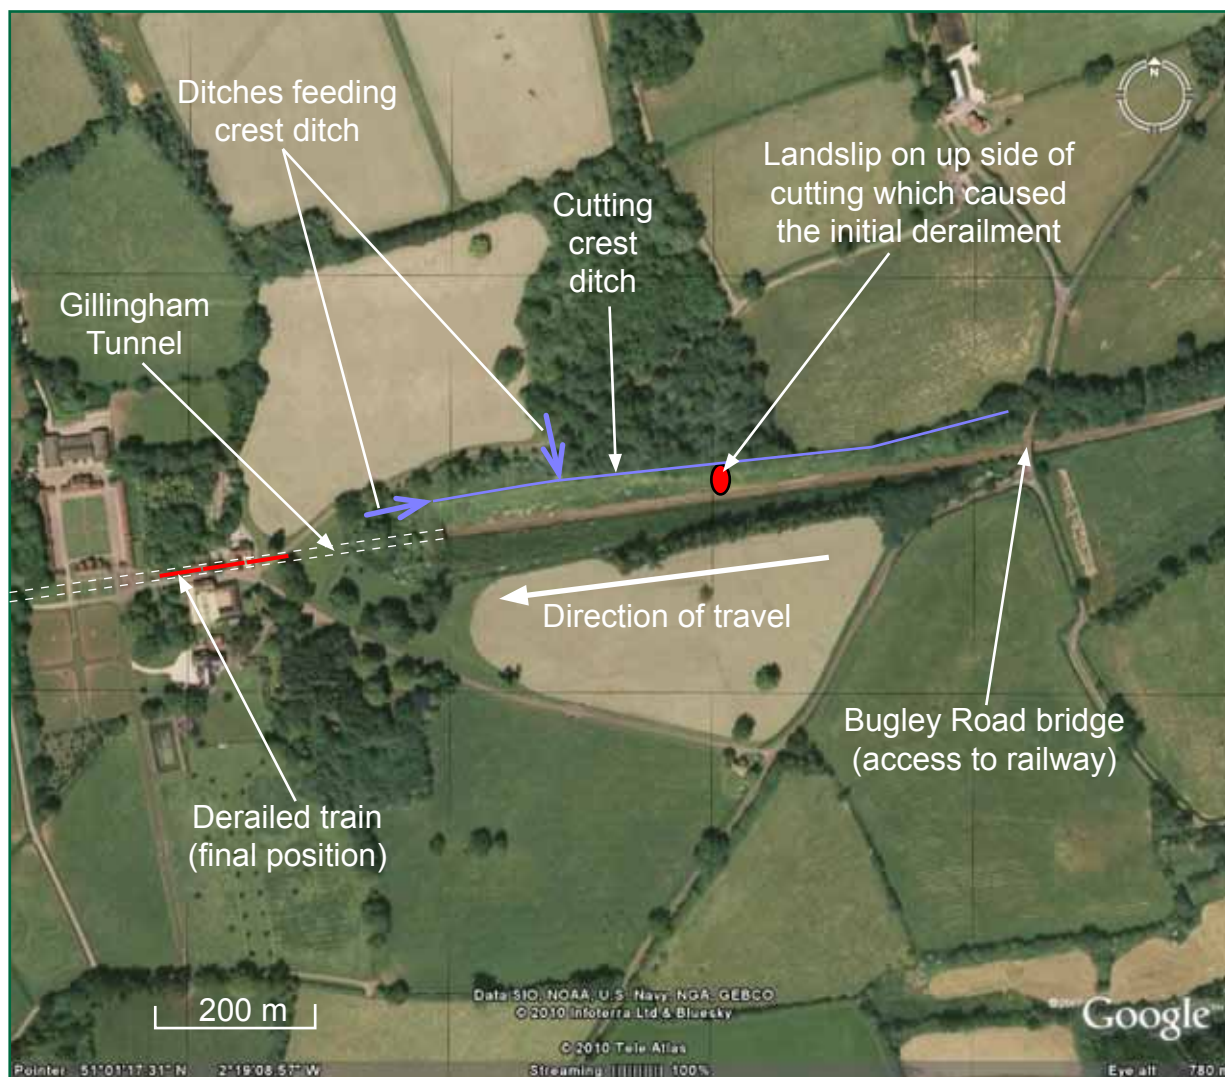 Ditches feeding
crest ditch
Cutting
crest
ditch
Landslip on up side of
cutting which caused
the initial derailment
N
Gillingham
Tunnel
Direction of travel
Bugley Road bridge
(access to railway)
Derailed train
(final position)
200 m
Data SIO, NOAA, U.S. Navy, NGA, GEBCO
© 2010 Infoterra Ltd & Bluesky
© 2010 Tele Atlas
Google
Pointer 51°01'17.31" N 2°19'08.57" W
Streaming ||||||||| 100%
Eye alt 780 m